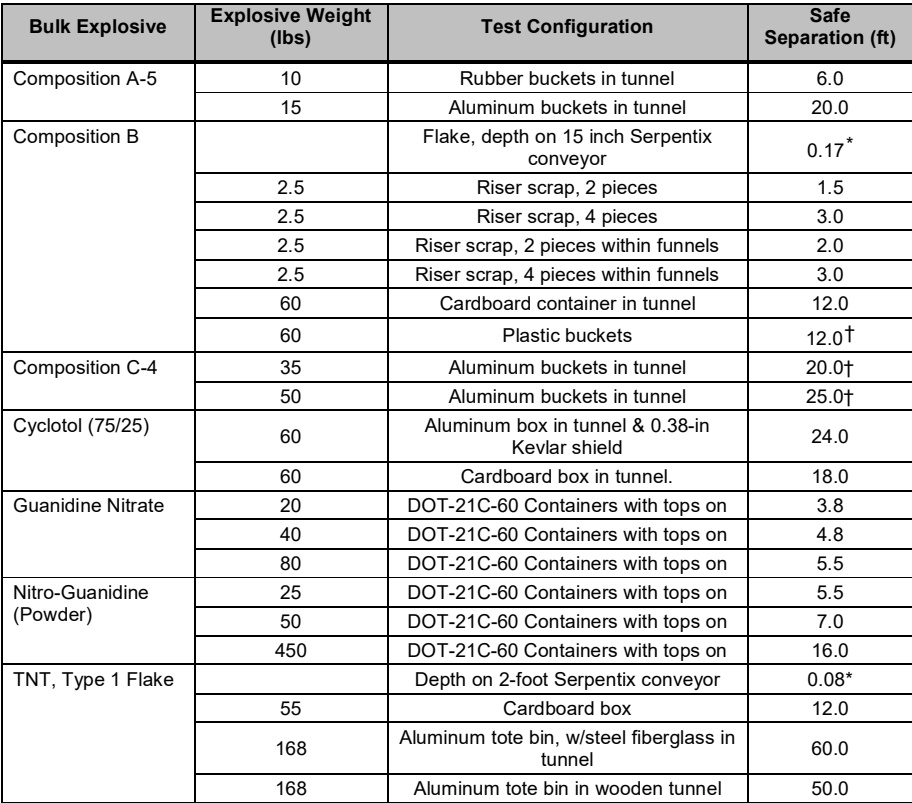 Bulk Explosive
Explosive Weight
(lbs)
Test Configuration
Safe
Separation (ft)
Composition A-5
10
Rubber buckets in tunnel
6.0
15
Aluminum buckets in tunnel
20.0
Composition B
Flake, depth on 15 inch Serpentix
conveyor
0.17*
2.5
Riser scrap, 2 pieces
1.5
2.5
Riser scrap, 4 pieces
3.0
2.5
Riser scrap, 2 pieces within funnels
2.0
2.5
Riser scrap, 4 pieces within funnels
3.0
60
Cardboard container in tunnel
12.0
60
Plastic buckets
12.0†
Composition C-4
35
Aluminum buckets in tunnel
20.0†
50
Aluminum buckets in tunnel
25.0†
Cyclotol (75/25)
60
Aluminum box in tunnel & 0.38-in
Kevlar shield
24.0
60
Cardboard box in tunnel.
18.0
Guanidine Nitrate
20
DOT-21C-60 Containers with tops on
3.8
40
DOT-21C-60 Containers with tops on
4.8
80
DOT-21C-60 Containers with tops on
5.5
Nitro-Guanidine
(Powder)
25
DOT-21C-60 Containers with tops on
5.5
50
DOT-21C-60 Containers with tops on
7.0
450
DOT-21C-60 Containers with tops on
16.0
TNT, Type 1 Flake
Depth on 2-foot Serpentix conveyor
0.08*
55
Cardboard box
12.0
168
Aluminum tote bin, w/steel fiberglass in
tunnel
60.0
168
Aluminum tote bin in wooden tunnel
50.0